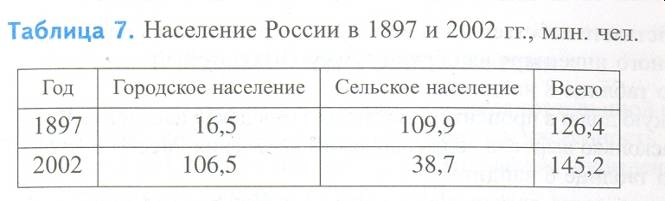 Таблица 7. Население России в 1897 и 2002 гг., млн. чел.
Год Городское население Сельское население Всего
1897 16,5 109,9 126,4
2002 106,5 38,7 145,2